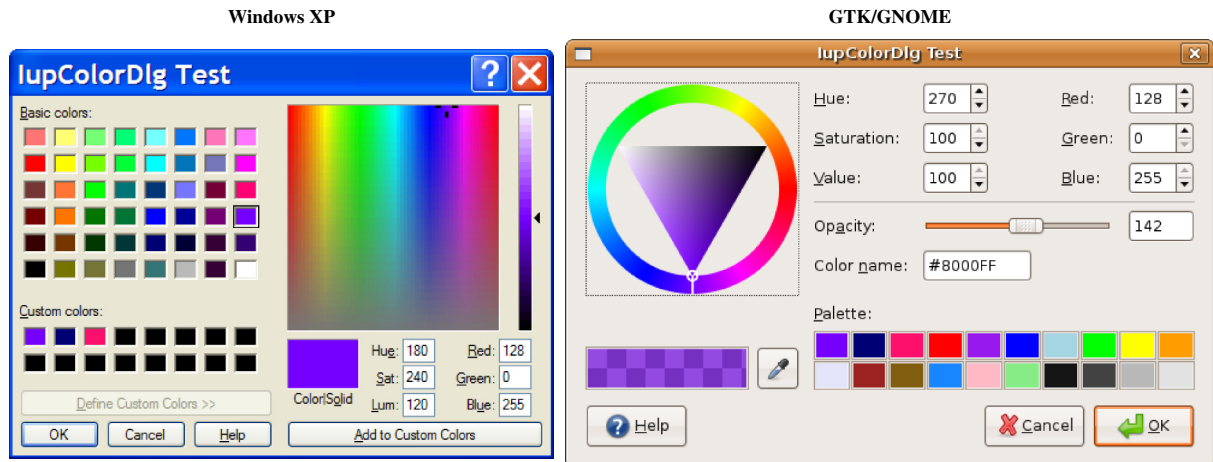 Windows XP
GTK/GNOME
IupColorDlg Test
?
Basic colors:
Custom colors:
Define Custom Colors >>
OK
Cancel
Help
Color|Solid
Hue: 180
Sat: 240
Lum: 120
Red: 128
Green: 0
Blue: 255
Add to Custom Colors
IupColorDlg Test
Hue: 270
Saturation: 100
Value: 100
Red: 128
Green: 0
Blue: 255
Opacity: 142
Color name: #8000FF
Palette:
Help
Cancel
OK